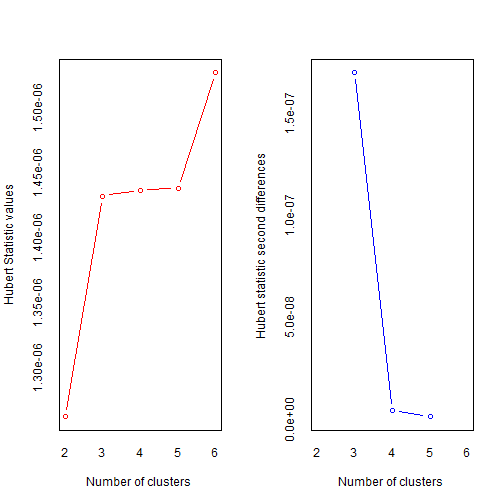 Hubert Statistic values
1.50e-06
1.45e-06
1.40e-06
1.35e-06
1.30e-06
2 3 4 5 6
Number of clusters
Hubert statistic second differences
1.5e-07
1.0e-07
5.0e-08
0.0e+00
2 3 4 5 6
Number of clusters